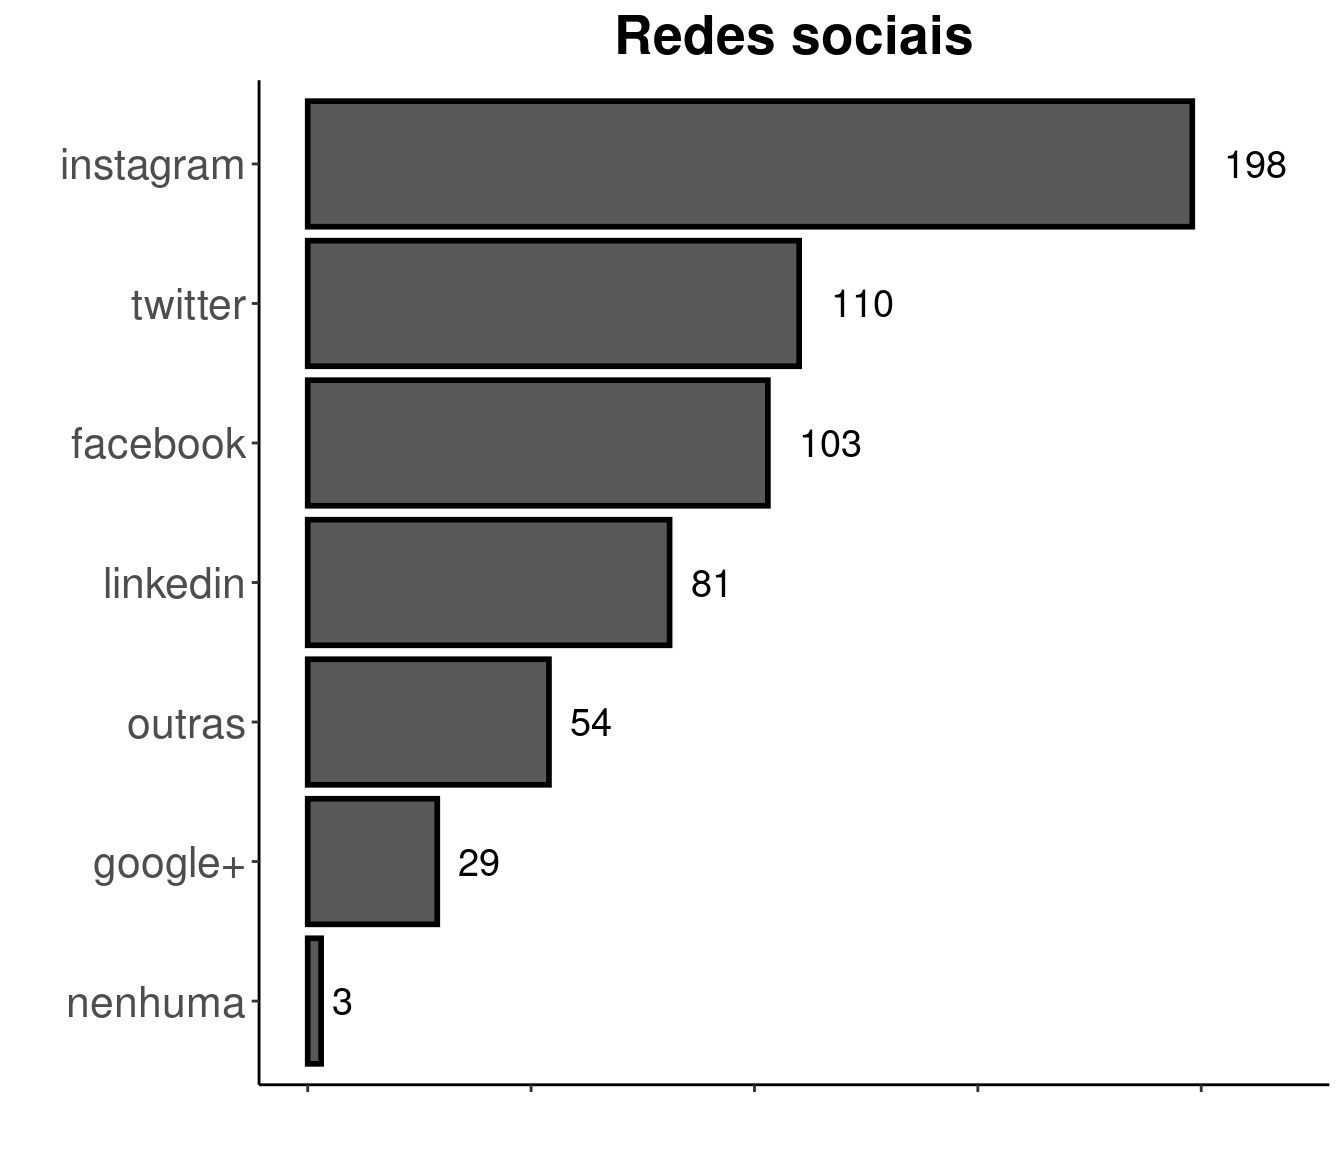 Redes sociais
instagram 198
twitter 110
facebook 103
linkedin 81
outras 54
google+ 29
nenhuma 3